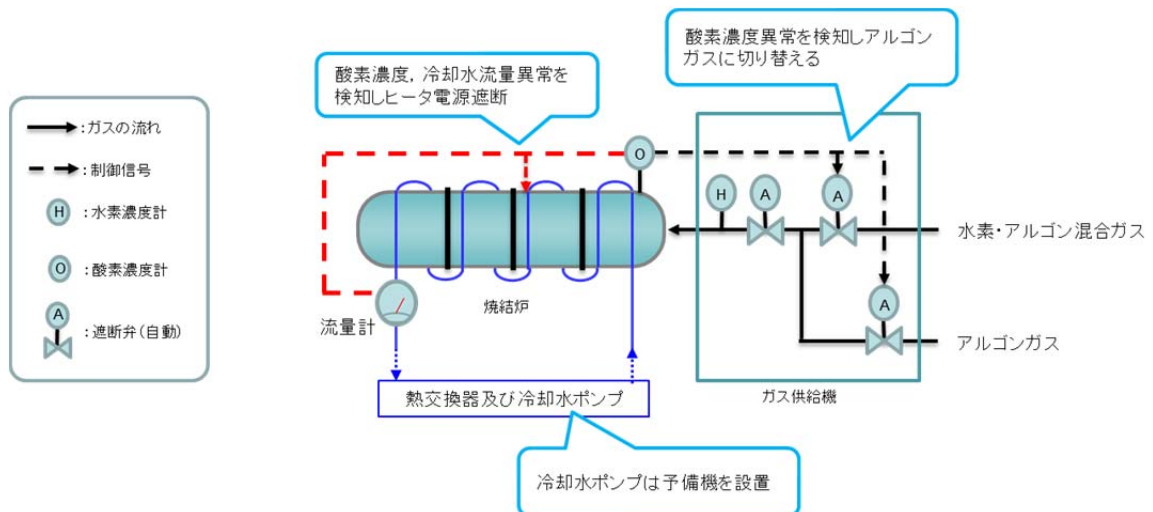 酸素濃度異常を検知しアルゴン
ガスに切り替える
酸素濃度，冷却水流量異常を
検知しヒータ電源遮断
:ガスの流れ
:制御信号
H
:水素濃度計
O
:酸素濃度計
A
:遮断弁(自動)
O
H
A
A
水素・アルゴン混合ガス
焼結炉
流量計
A
アルゴンガス
熱交換器及び冷却水ポンプ
ガス供給機
冷却水ポンプは予備機を設置